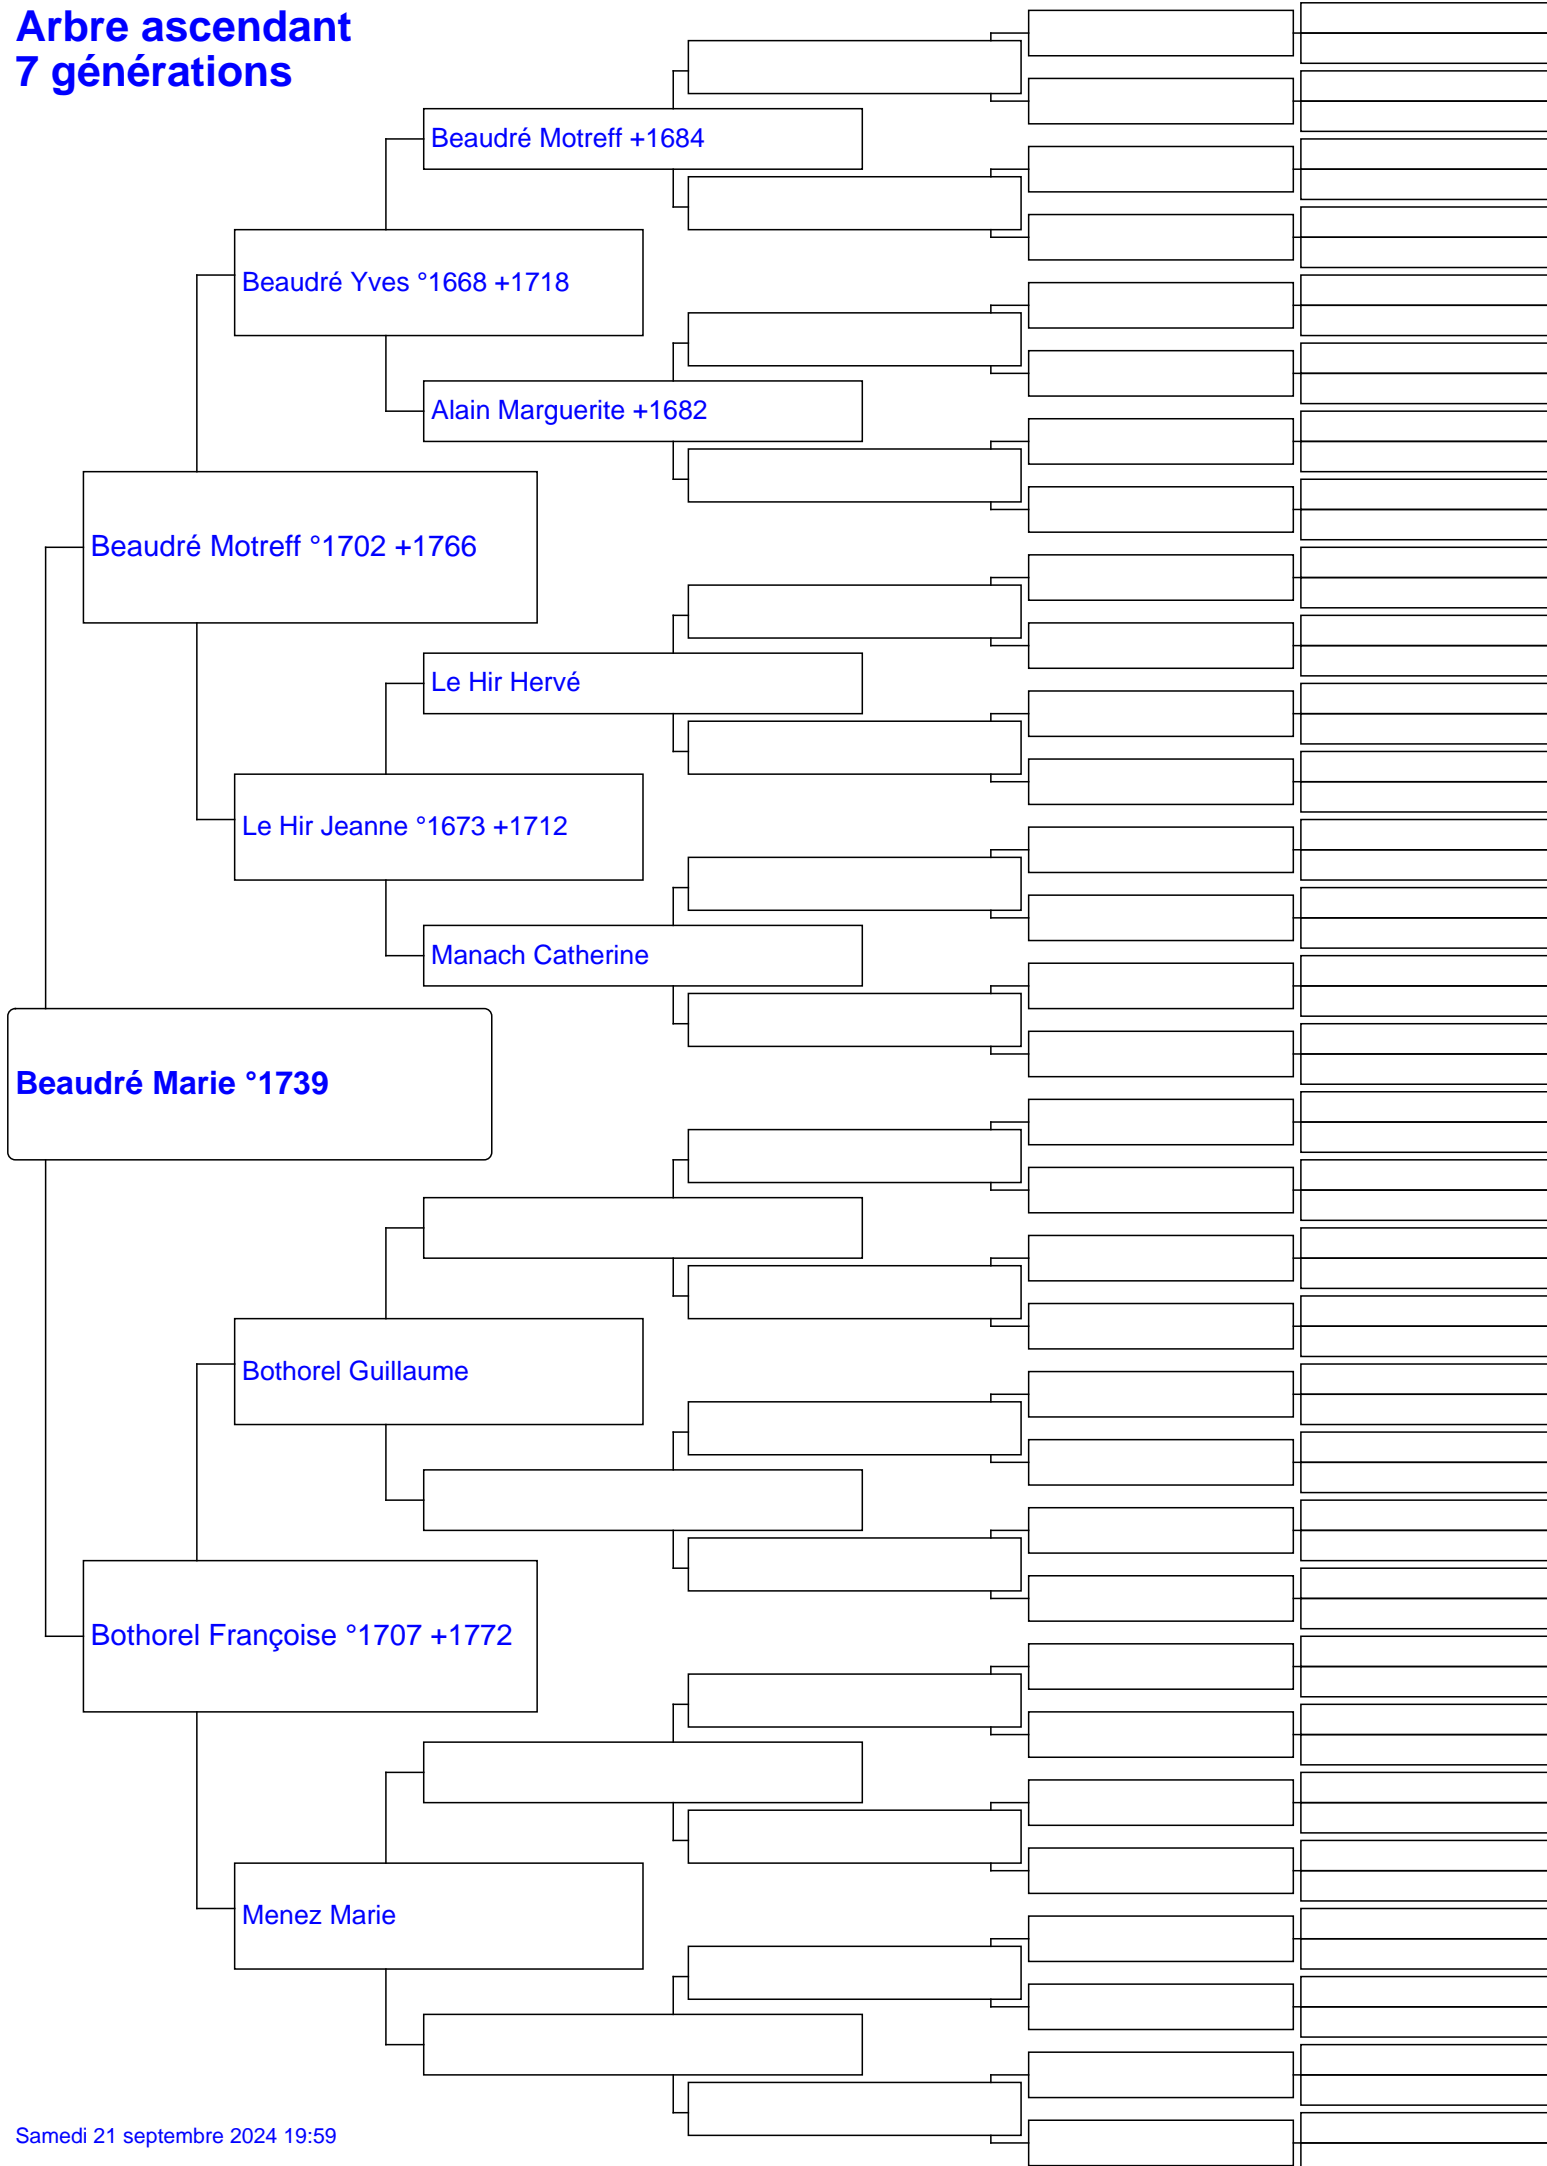 Arbre ascendant
7 générations
Beaudré Motreff +1684
Beaudré Yves °1668 +1718
Alain Marguerite +1682
Beaudré Motreff °1702 +1766
Le Hir Hervé
Le Hir Jeanne °1673 +1712
Manach Catherine
Beaudré Marie °1739
Bothorel Guillaume
Bothorel Françoise °1707 +1772
Menez Marie
Samedi 21 septembre 2024 19:59